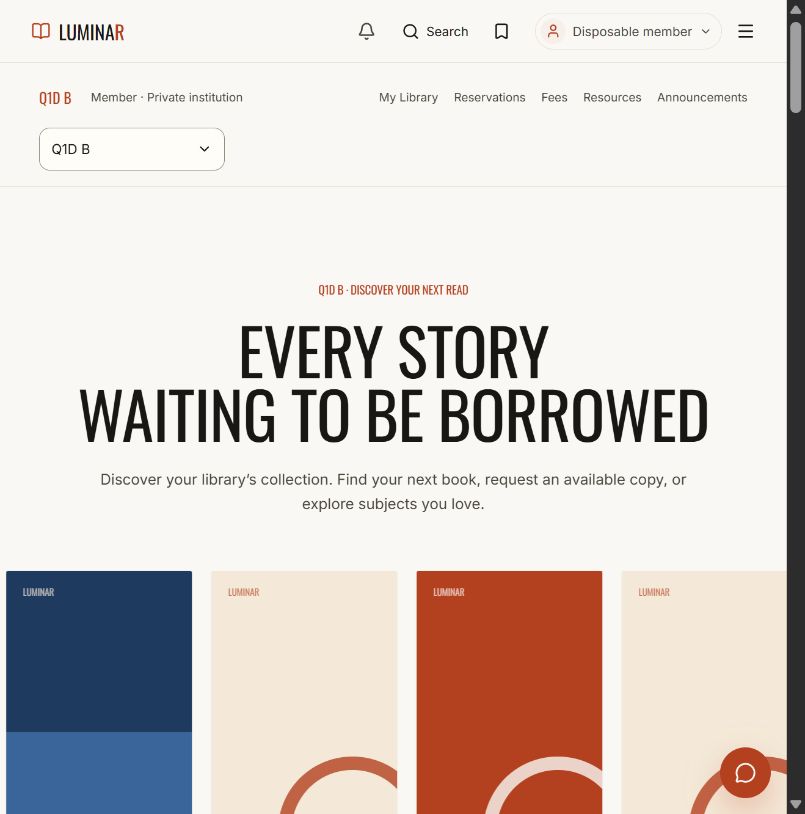 LUMINAR
Search
Disposable member
Q1D B
Member · Private institution
My Library
Reservations
Fees
Resources
Announcements
Q1D B
Q1D B · DISCOVER YOUR NEXT READ
EVERY STORY
WAITING TO BE BORROWED
Discover your library’s collection. Find your next book, request an available copy, or
explore subjects you love.
LUMINAR
LUMINAR
LUMINAR
LUMINAR